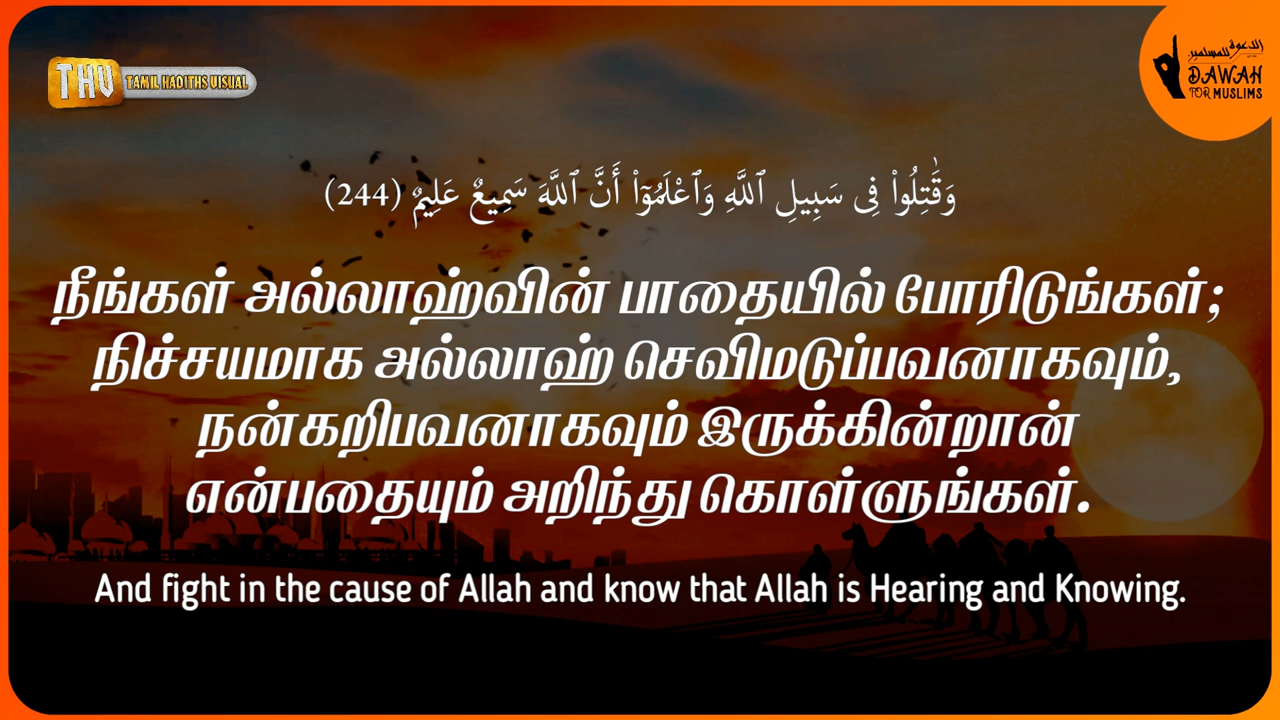 THV TAMIL HADITHS VISUAL
الدعوة للمسلمين
DAWAH
FOR MUSLIMS
وَقَٰتِلُوا۟ فِى سَبِيلِ ٱللَّهِ وَٱعْلَمُوٓا۟ أَنَّ ٱللَّهَ سَمِيعٌ عَلِيمٌ (244)
நீங்கள் அல்லாஹ்வின் பாதையில் போரிடுங்கள்;
நிச்சயமாக அல்லாஹ் செவிமடுப்பவனாகவும்,
நன்கறிபவனாகவும் இருக்கின்றான்
என்பதையும் அறிந்து கொள்ளுங்கள்.
And fight in the cause of Allah and know that Allah is Hearing and Knowing.